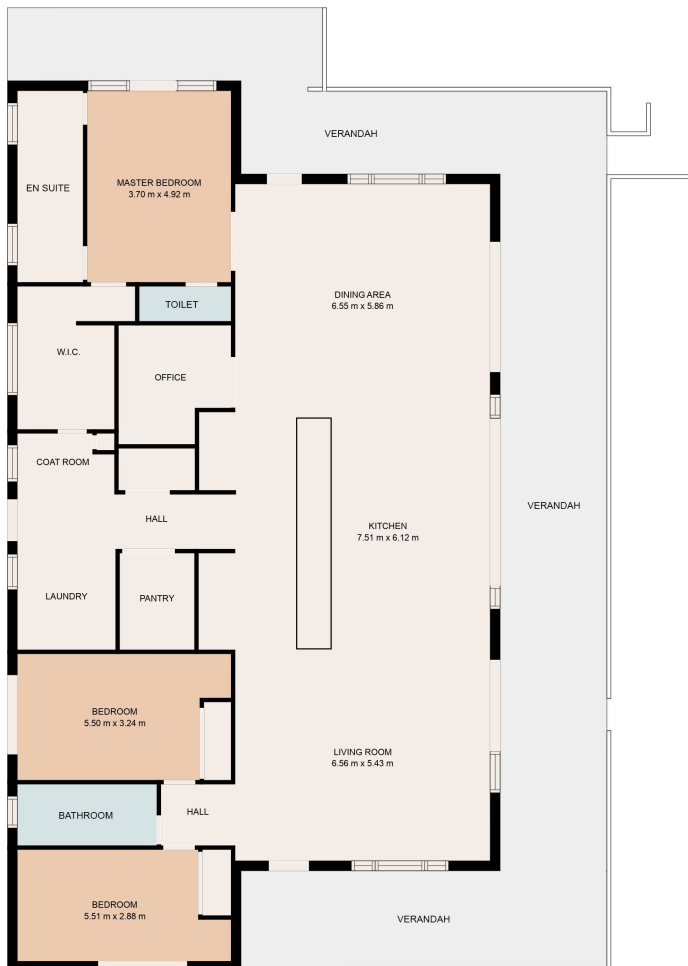 VERANDAH
EN SUITE
MASTER BEDROOM
3.70 m x 4.92 m
DINING AREA
6.55 m x 5.86 m
TOILET
W.I.C.
OFFICE
COAT ROOM
HALL
KITCHEN
7.51 m x 6.12 m
VERANDAH
LAUNDRY
PANTRY
BEDROOM
5.50 m x 3.24 m
LIVING ROOM
6.56 m x 5.43 m
BATHROOM
HALL
BEDROOM
5.51 m x 2.88 m
VERANDAH